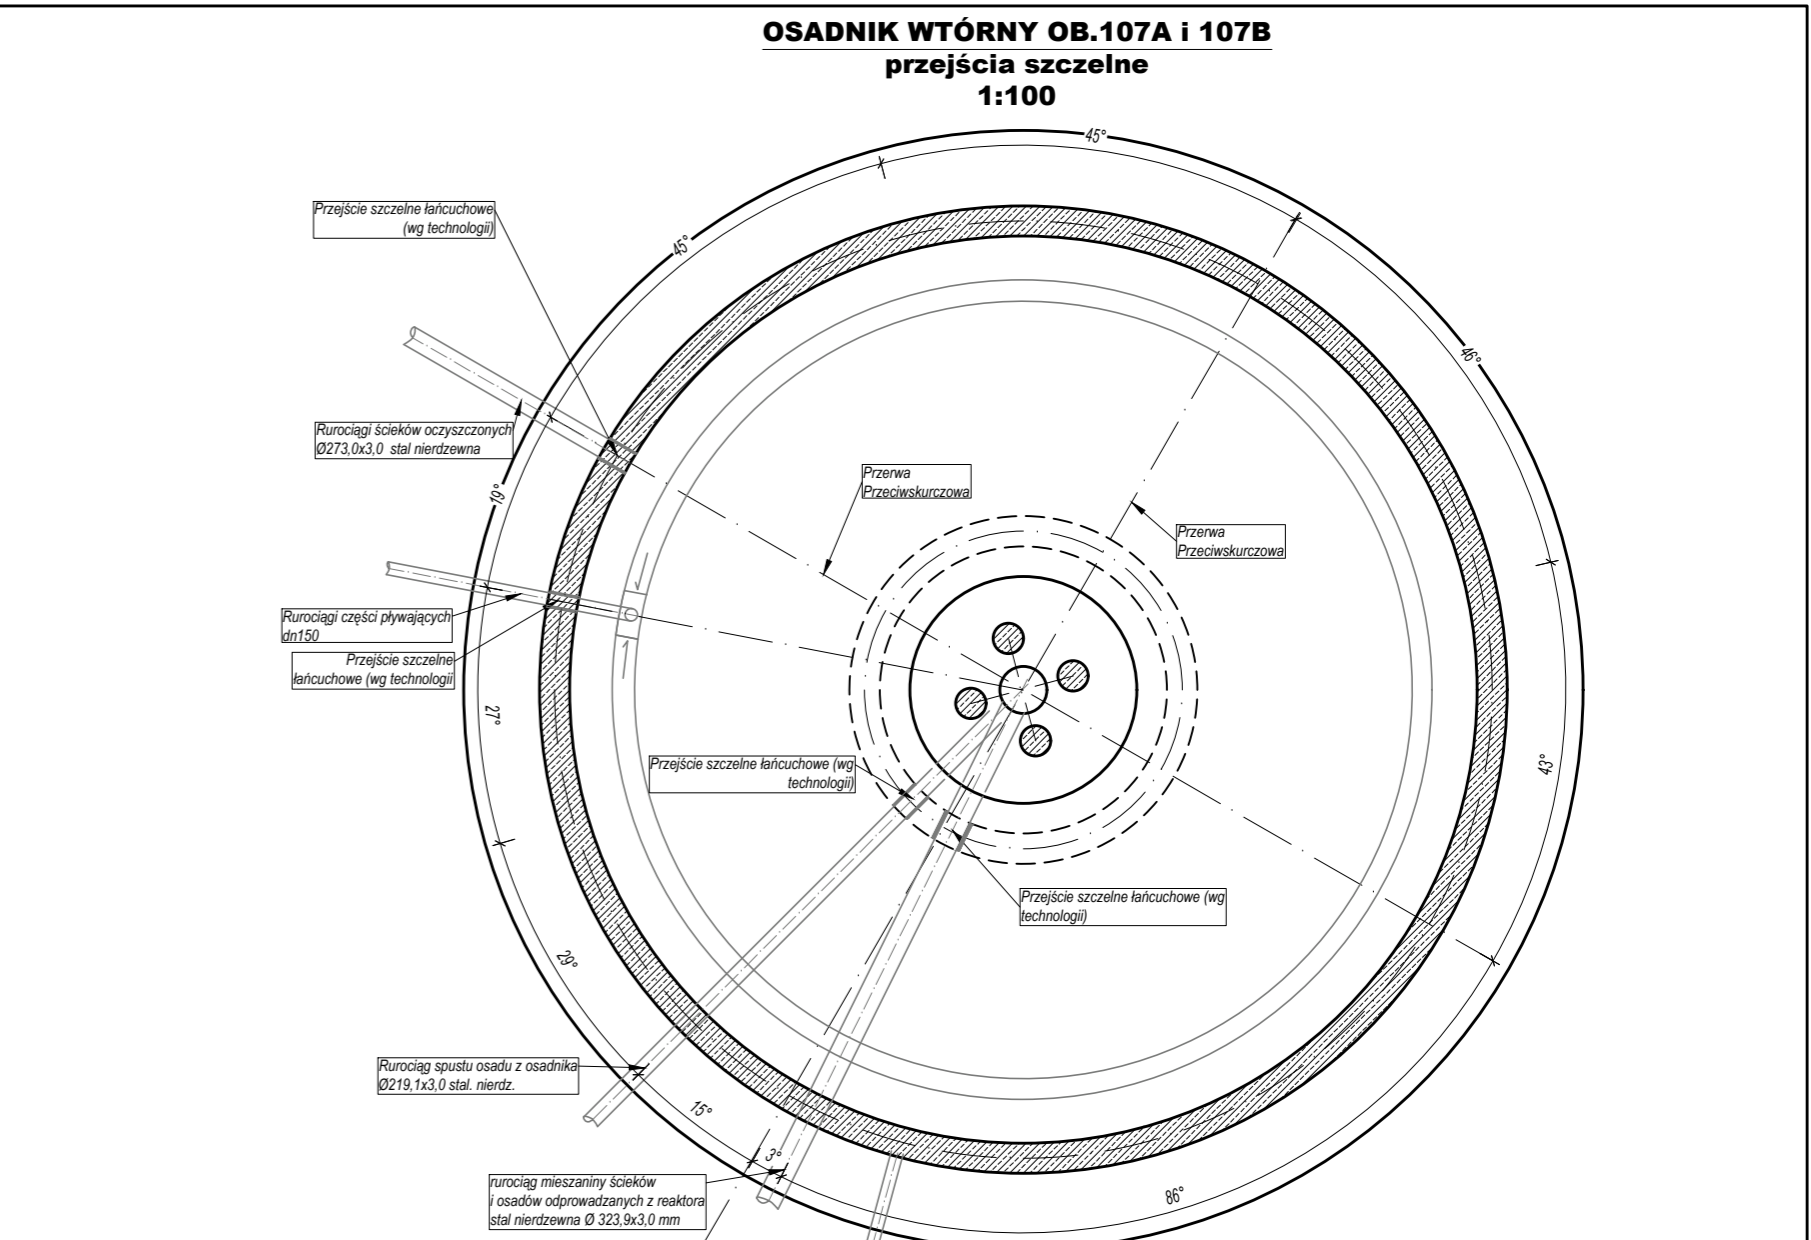 OSADNIK WTÓRNY OB.107A i 107B
przejścia szczelne
1:100
45°
Przejście szczelne łańcuchowe
(wg technologii)
45°
46°
Rurociągi ścieków oczyszczonych
Ø273,0x3,0 stal nierdzewna
Przerwa
Przeciwskurczowa
19°
Przerwa
Przeciwskurczowa
Rurociągi części pływających
dn150
Przejście szczelne
łańcuchowe (wg technologii
27°
Przejście szczelne łańcuchowe (wg
technologii)
43°
Przejście szczelne łańcuchowe (wg
technologii)
29°
Rurociąg spustu osadu z osadnika
Ø219,1x3,0 stal. nierdz.
15°
3°
rurociąg mieszaniny ścieków
i osadów odprowadzanych z reaktora
stal nierdzewna Ø 323,9x3,0 mm
86°